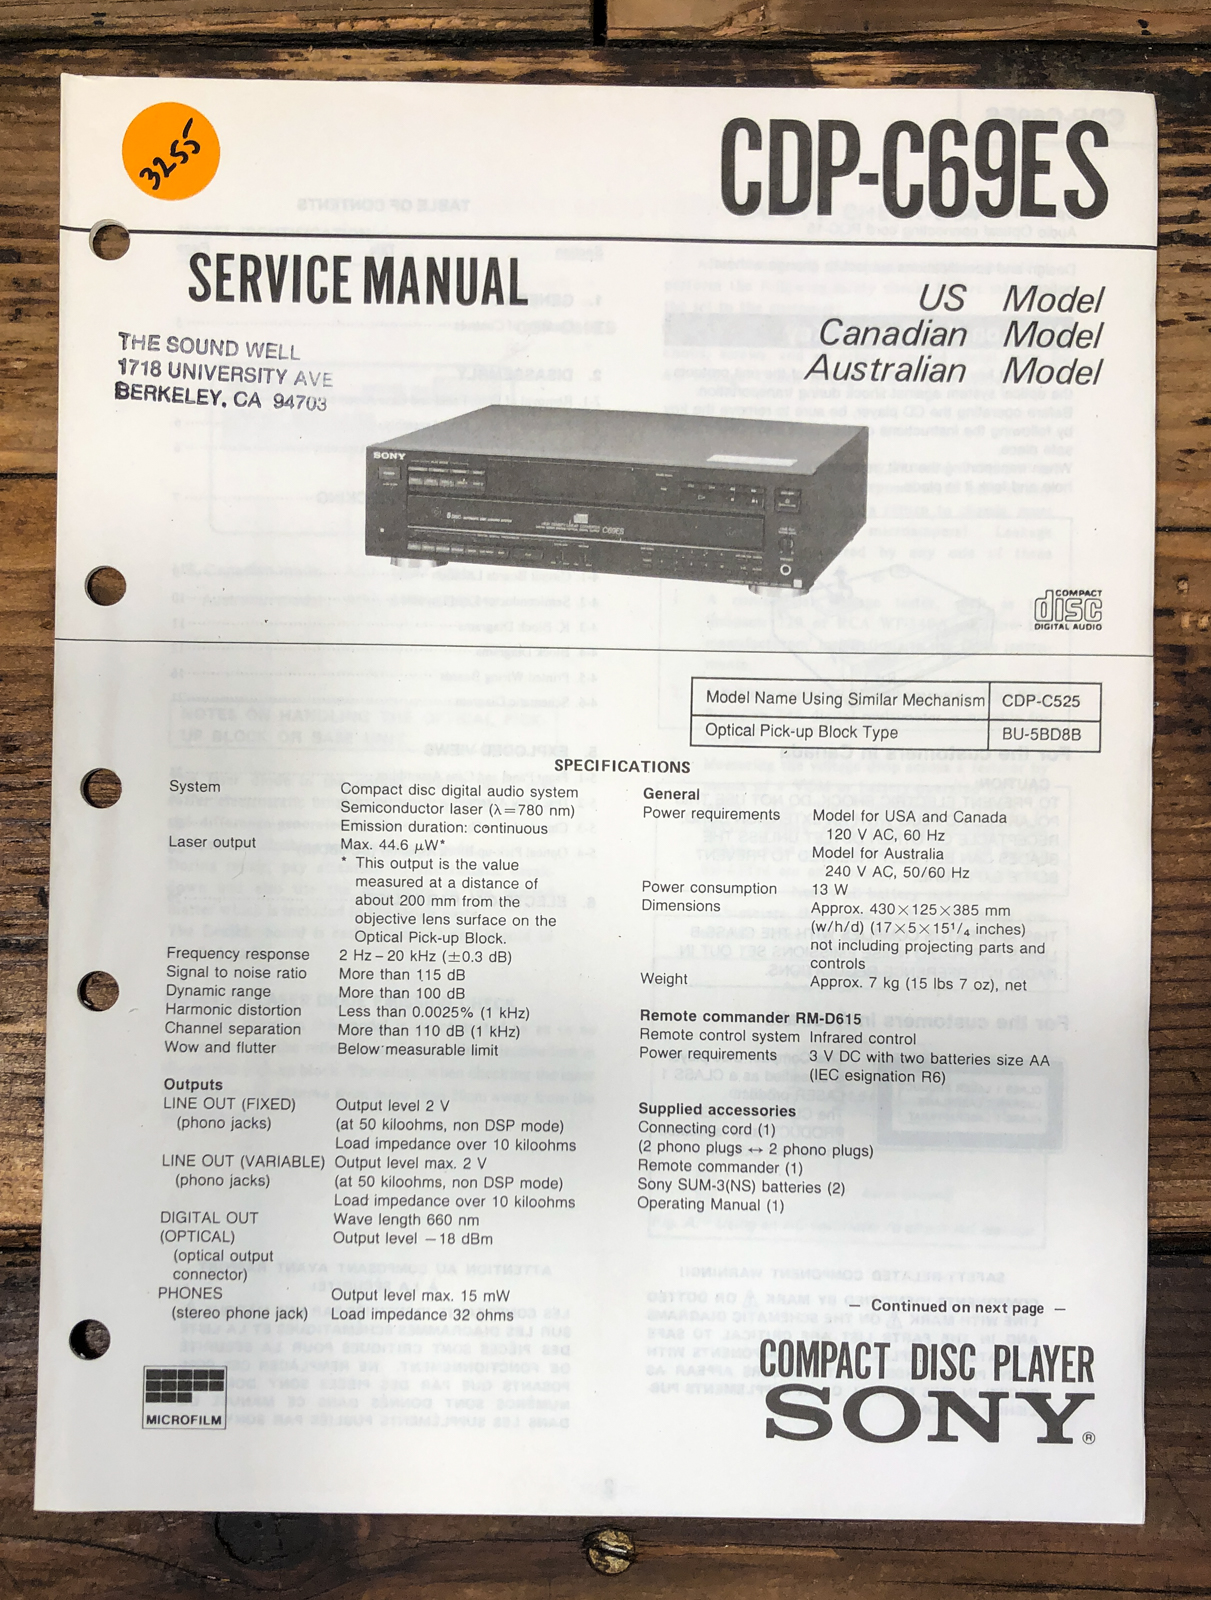 3255
CDP-C69ES
SERVICE MANUAL
THE SOUND WELL
1718 UNIVERSITY AVE
BERKELEY, CA 94703
US Model
Canadian Model
Australian Model
SONY
C69ES
COMPACT
disc
DIGITAL AUDIO
Model Name Using Similar Mechanism CDP-C525
Optical Pick-up Block Type BU-5BD8B
SPECIFICATIONS
System Compact disc digital audio system
Semiconductor laser (λ=780 nm)
Emission duration: continuous
Laser output Max. 44.6 μW*
* This output is the value
measured at a distance of
about 200 mm from the
objective lens surface on the
Optical Pick-up Block.
Frequency response 2 Hz – 20 kHz (±0.3 dB)
Signal to noise ratio More than 115 dB
Dynamic range More than 100 dB
Harmonic distortion Less than 0.0025% (1 kHz)
Channel separation More than 110 dB (1 kHz)
Wow and flutter Below measurable limit
Outputs
LINE OUT (FIXED) Output level 2 V
(phono jacks) (at 50 kiloohms, non DSP mode)
Load impedance over 10 kiloohms
LINE OUT (VARIABLE) Output level max. 2 V
(phono jacks) (at 50 kiloohms, non DSP mode)
Load impedance over 10 kiloohms
DIGITAL OUT Wave length 660 nm
(OPTICAL) Output level −18 dBm
(optical output
connector)
PHONES Output level max. 15 mW
(stereo phone jack) Load impedance 32 ohms
General
Power requirements Model for USA and Canada
120 V AC, 60 Hz
Model for Australia
240 V AC, 50/60 Hz
Power consumption 13 W
Dimensions Approx. 430×125×385 mm
(w/h/d) (17×5×15 1/4 inches)
not including projecting parts and
controls
Weight Approx. 7 kg (15 lbs 7 oz), net
Remote commander RM-D615
Remote control system Infrared control
Power requirements 3 V DC with two batteries size AA
(IEC esignation R6)
Supplied accessories
Connecting cord (1)
(2 phono plugs ↔ 2 phono plugs)
Remote commander (1)
Sony SUM-3(NS) batteries (2)
Operating Manual (1)
— Continued on next page —
MICROFILM
COMPACT DISC PLAYER
SONY®